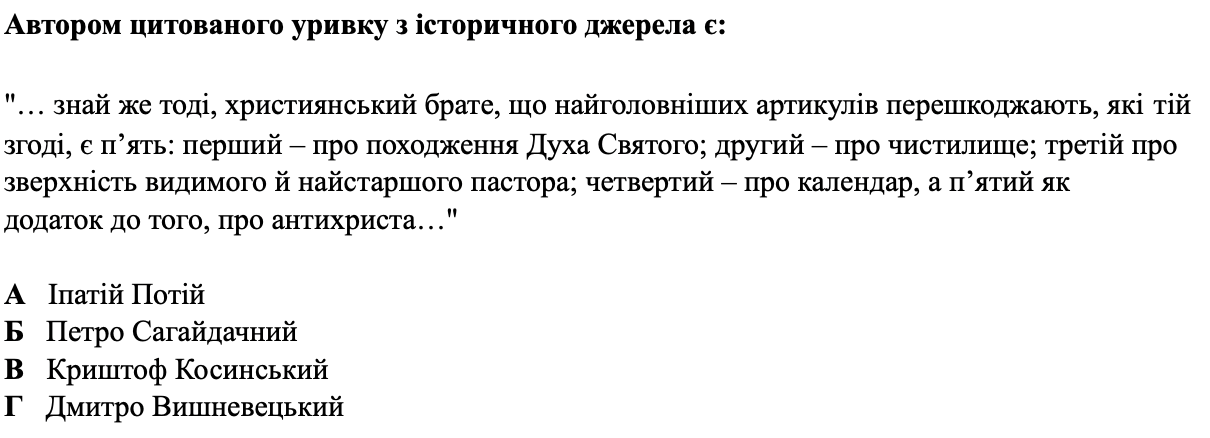 Автором цитованого уривку з історичного джерела є:
"… знай же тоді, християнський брате, що найголовніших артикулів перешкоджають, які тій
згоді, є п’ять: перший – про походження Духа Святого; другий – про чистилище; третій про
зверхність видимого й найстаршого пастора; четвертий – про календар, а п’ятий як
додаток до того, про антихриста…"
А Іпатій Потій
Б Петро Сагайдачний
В Криштоф Косинський
Г Дмитро Вишневецький